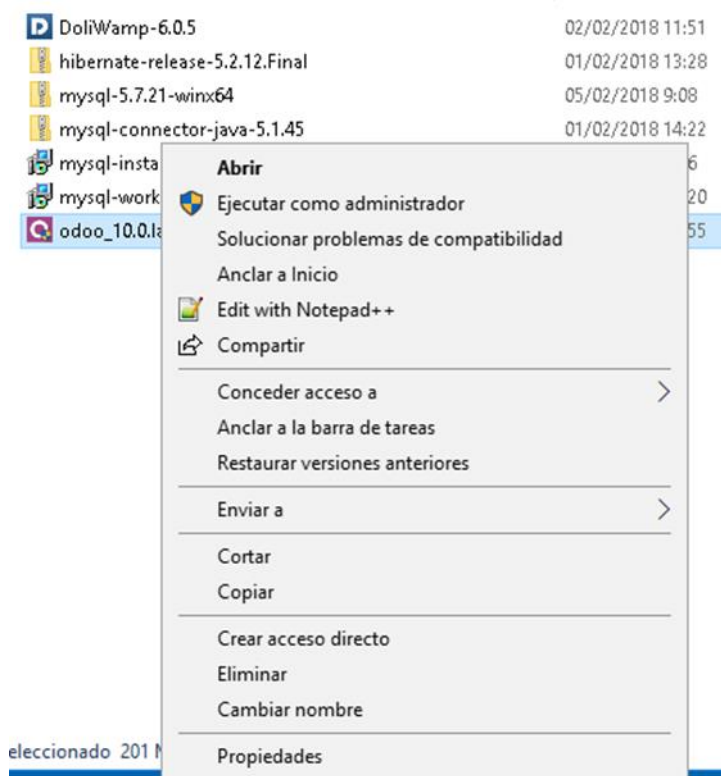 DoliWamp-6.0.5 02/02/2018 11:51
hibernate-release-5.2.12.Final 01/02/2018 13:28
mysql-5.7.21-winx64 05/02/2018 9:08
mysql-connector-java-5.1.45 01/02/2018 14:22
mysql-insta 6
mysql-work 20
odoo_10.0.la 55
Abrir
Ejecutar como administrador
Solucionar problemas de compatibilidad
Anclar a Inicio
Edit with Notepad++
Compartir
Conceder acceso a
Anclar a la barra de tareas
Restaurar versiones anteriores
Enviar a
Cortar
Copiar
Crear acceso directo
Eliminar
Cambiar nombre
Propiedades
eleccionado 201